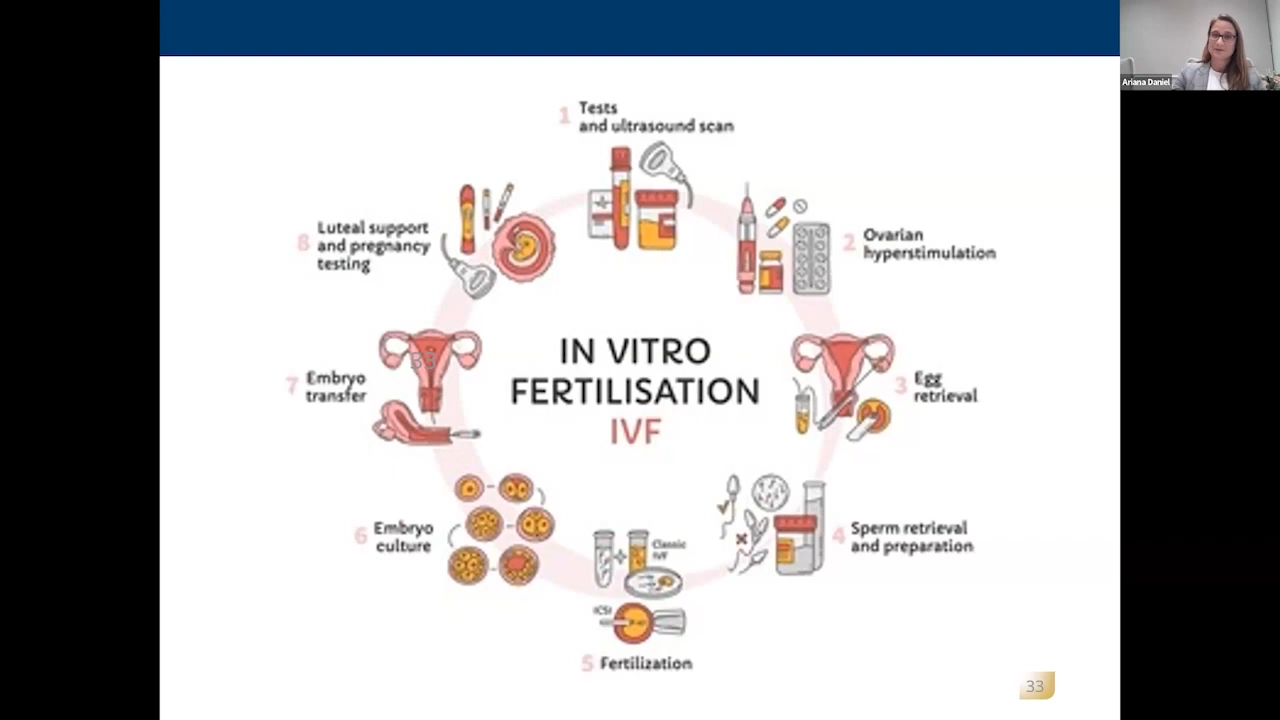 Ariana Daniel
1 Tests
and ultrasound scan
2 Ovarian
hyperstimulation
3 Egg
retrieval
4 Sperm retrieval
and preparation
Classic
IVF
ICSI
5 Fertilization
6 Embryo
culture
7 Embryo
transfer
8 Luteal support
and pregnancy
testing
IN VITRO
FERTILISATION
IVF
33